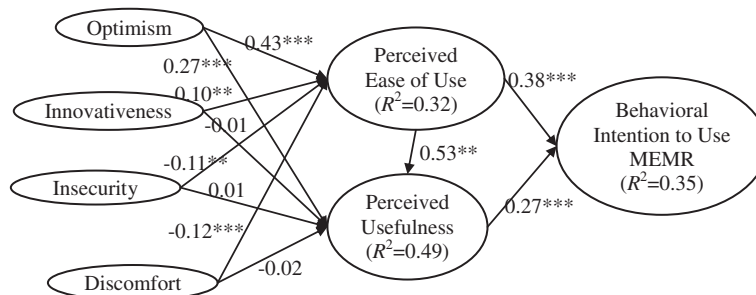 Optimism
0.43***
0.27***
Perceived
Ease of Use
(R²=0.32)
0.38***
Innovativeness
0.10**
-0.01
Behavioral
Intention to Use
MEMR
(R²=0.35)
0.53**
Insecurity
-0.11**
0.01
Perceived
Usefulness
(R²=0.49)
0.27***
-0.12***
-0.02
Discomfort